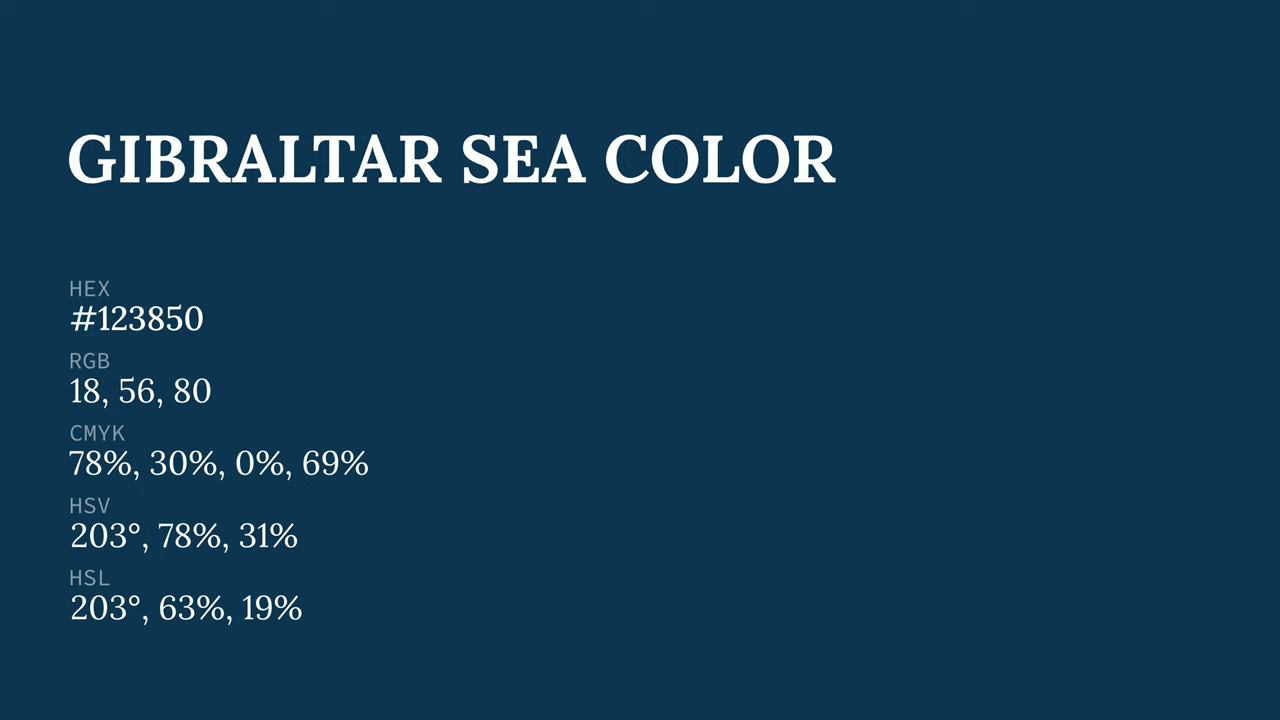 GIBRALTAR SEA COLOR
HEX
#123850
RGB
18, 56, 80
CMYK
78%, 30%, 0%, 69%
HSV
203°, 78%, 31%
HSL
203°, 63%, 19%